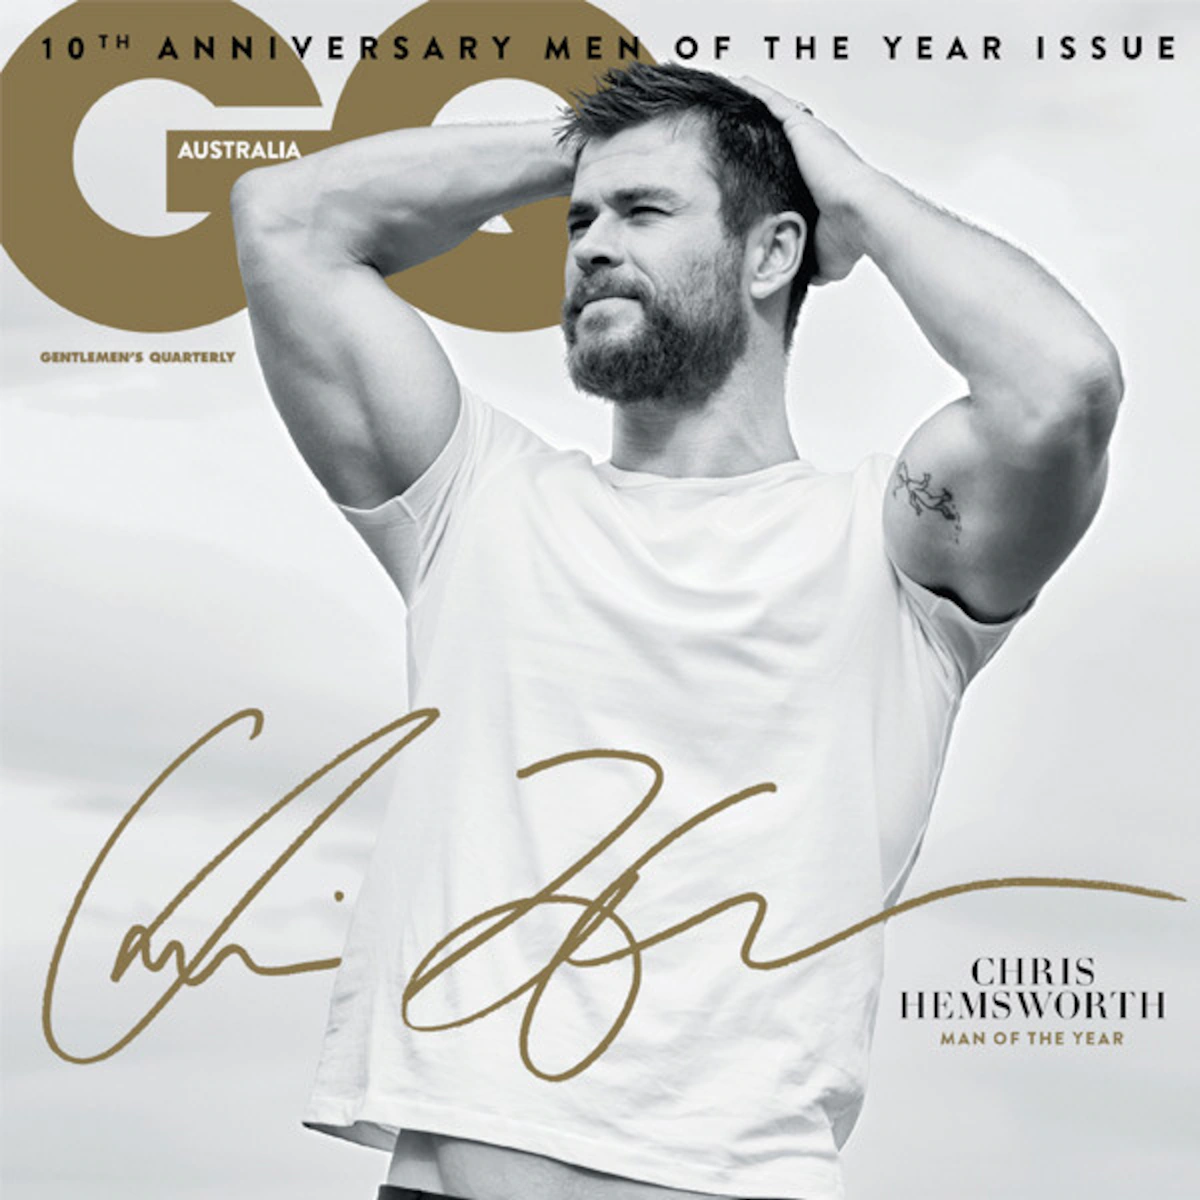 10TH ANNIVERSARY MEN OF THE YEAR ISSUE
GQ
AUSTRALIA
GENTLEMEN'S QUARTERLY
CHRIS
HEMSWORTH
MAN OF THE YEAR